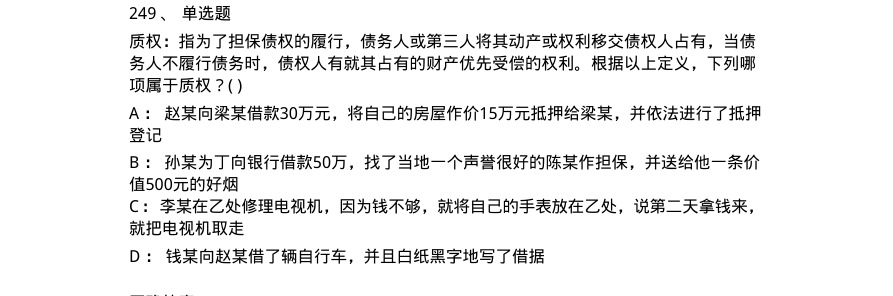 249 、 单选题
质权：指为了担保债权的履行，债务人或第三人将其动产或权利移交债权人占有，当债
务人不履行债务时，债权人有就其占有的财产优先受偿的权利。根据以上定义，下列哪
项属于质权？( )
A ： 赵某向梁某借款30万元，将自己的房屋作价15万元抵押给梁某，并依法进行了抵押
登记
B ： 孙某为丁向银行借款50万，找了当地一个声誉很好的陈某作担保，并送给他一条价
值500元的好烟
C ：李某在乙处修理电视机，因为钱不够，就将自己的手表放在乙处，说第二天拿钱来，
就把电视机取走
D ： 钱某向赵某借了辆自行车，并且白纸黑字地写了借据